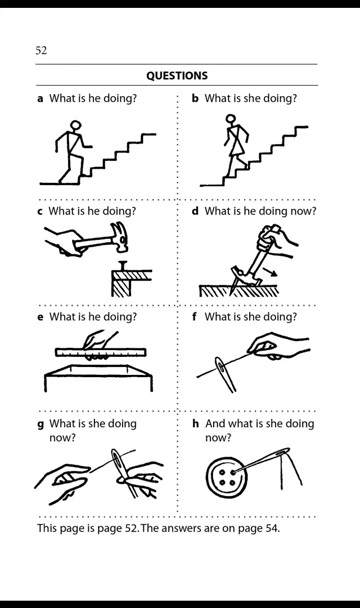 52
QUESTIONS
a What is he doing?
b What is she doing?
c What is he doing?
d What is he doing now?
e What is he doing?
f What is she doing?
g What is she doing
now?
h And what is she doing
now?
This page is page 52. The answers are on page 54.